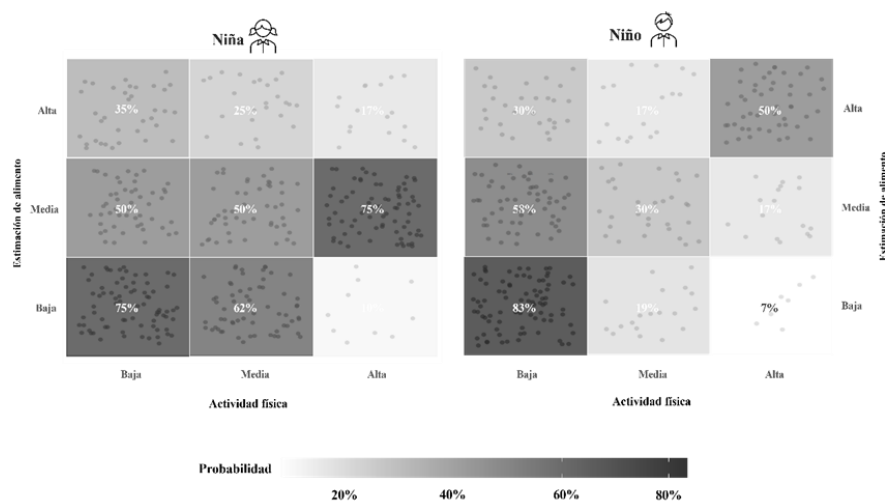 Niña
Niño
Estimación de alimento
Alta
35%
25%
17%
30%
17%
50%
Alta
Media
50%
50%
75%
58%
30%
17%
Media
Baja
75%
62%
83%
19%
7%
Baja
Estimación de alimento
Baja
Media
Alta
Baja
Media
Alta
Actividad física
Actividad física
Probabilidad
20%
40%
60%
80%